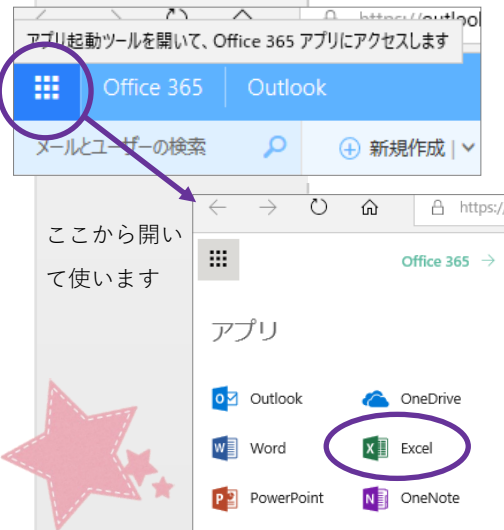 https://outlool
アプリ起動ツールを開いて、Office 365 アプリにアクセスします
Office 365 Outlook
メールとユーザーの検索 新規作成
ここから開い
て使います
https://
Office 365 →
アプリ
Outlook OneDrive
Word Excel
PowerPoint OneNote